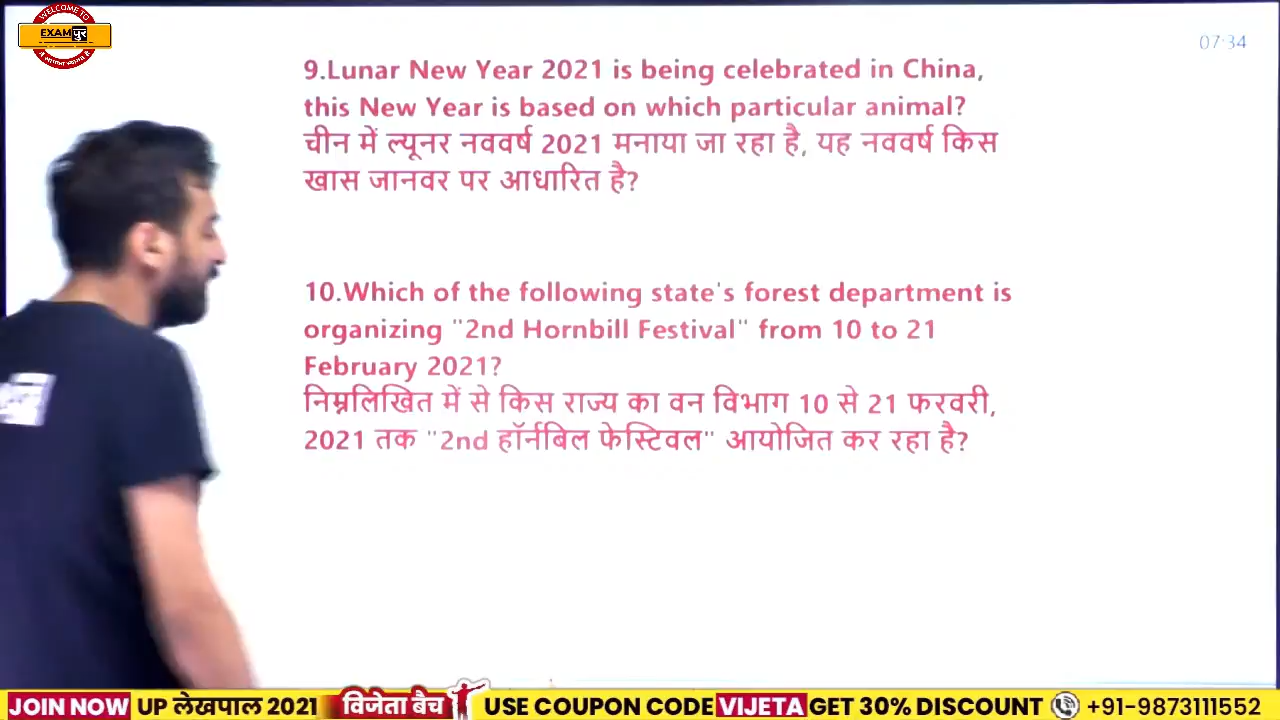 WELCOME TO
EXAMपुर
07:34
9.Lunar New Year 2021 is being celebrated in China,
this New Year is based on which particular animal?
चीन में ल्यूनर नववर्ष 2021 मनाया जा रहा है, यह नववर्ष किस
खास जानवर पर आधारित है?
10.Which of the following state's forest department is
organizing "2nd Hornbill Festival" from 10 to 21
February 2021?
निम्नलिखित में से किस राज्य का वन विभाग 10 से 21 फरवरी,
2021 तक "2nd हॉर्नबिल फेस्टिवल" आयोजित कर रहा है?
JOIN NOW UP लेखपाल 2021 विजेता बैच USE COUPON CODE VIJETA GET 30% DISCOUNT +91-9873111552